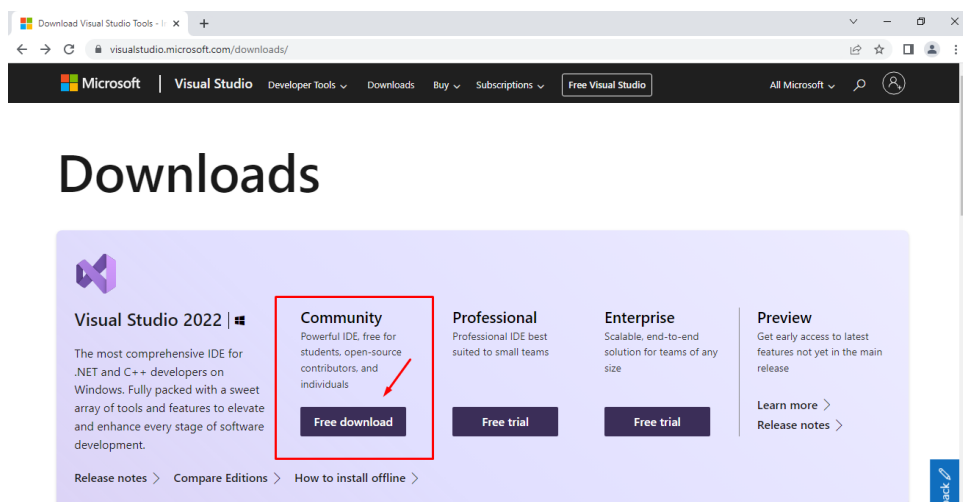 Download Visual Studio Tools - I
visualstudio.microsoft.com/downloads/
Microsoft | Visual Studio Developer Tools Downloads Buy Subscriptions Free Visual Studio All Microsoft
Downloads
Visual Studio 2022
The most comprehensive IDE for
.NET and C++ developers on
Windows. Fully packed with a sweet
array of tools and features to elevate
and enhance every stage of software
development.
Community
Powerful IDE, free for
students, open-source
contributors, and
individuals
Free download
Professional
Professional IDE best
suited to small teams
Free trial
Enterprise
Scalable, end-to-end
solution for teams of any
size
Free trial
Preview
Get early access to latest
features not yet in the main
release
Learn more
Release notes
Release notes Compare Editions How to install offline